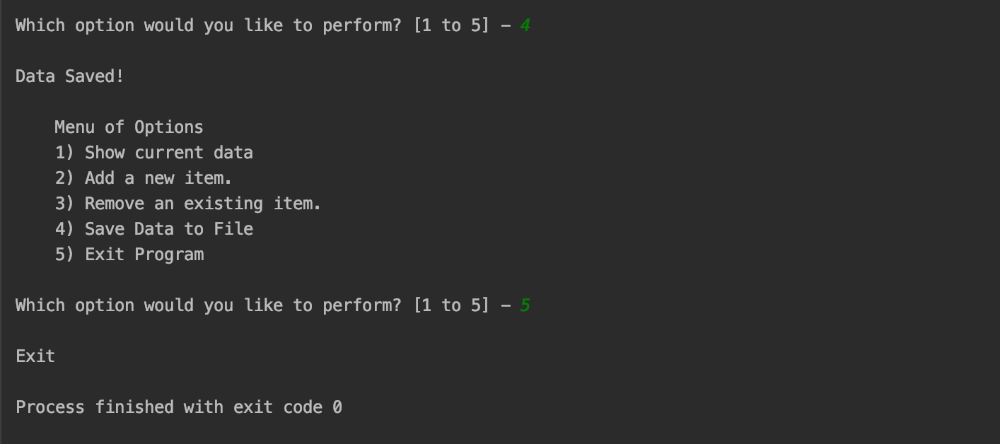 Which option would you like to perform? [1 to 5] – 4
Data Saved!
Menu of Options
1) Show current data
2) Add a new item.
3) Remove an existing item.
4) Save Data to File
5) Exit Program
Which option would you like to perform? [1 to 5] – 5
Exit
Process finished with exit code 0